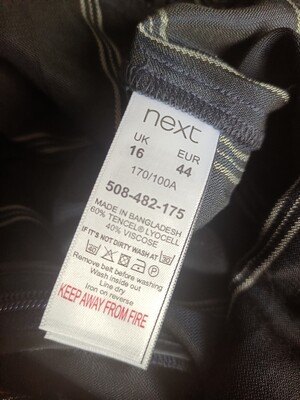 next
UK EUR
16 44
170/100A
508-482-175
MADE IN BANGLADESH
60% TENCEL® LYOCELL
40% VISCOSE
IF IT'S NOT DIRTY WASH AT 30
Remove belt before washing
Wash inside out
Line dry
Iron on reverse
KEEP AWAY FROM FIRE